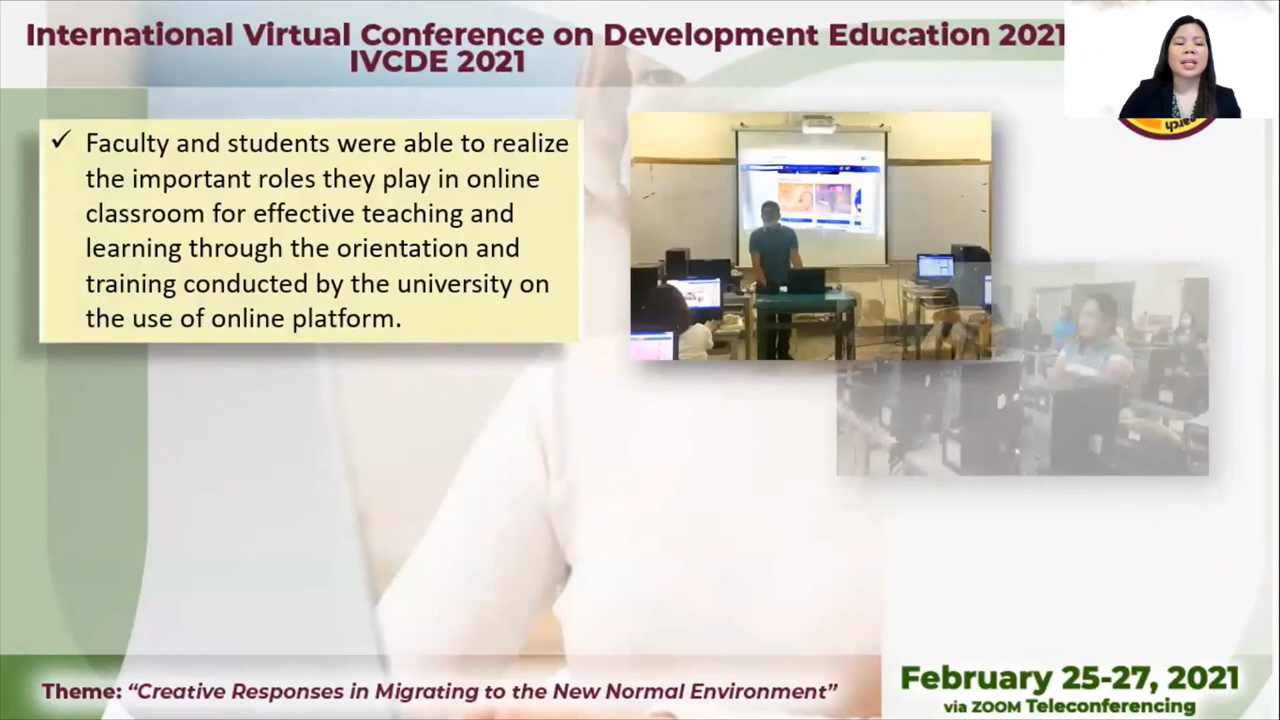 International Virtual Conference on Development Education 2021
IVCDE 2021
✓ Faculty and students were able to realize
the important roles they play in online
classroom for effective teaching and
learning through the orientation and
training conducted by the university on
the use of online platform.
Theme: “Creative Responses in Migrating to the New Normal Environment”
February 25-27, 2021
via ZOOM Teleconferencing